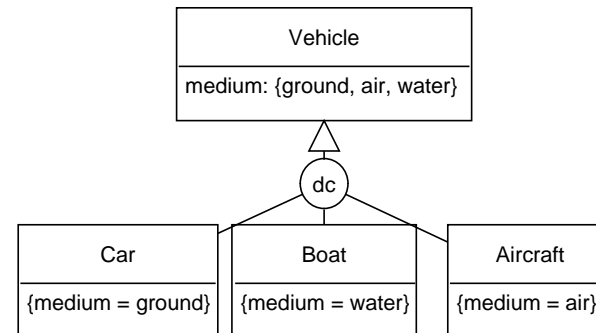 Vehicle
medium: {ground, air, water}
dc
Car
Boat
Aircraft
{medium = ground}
{medium = water}
{medium = air}